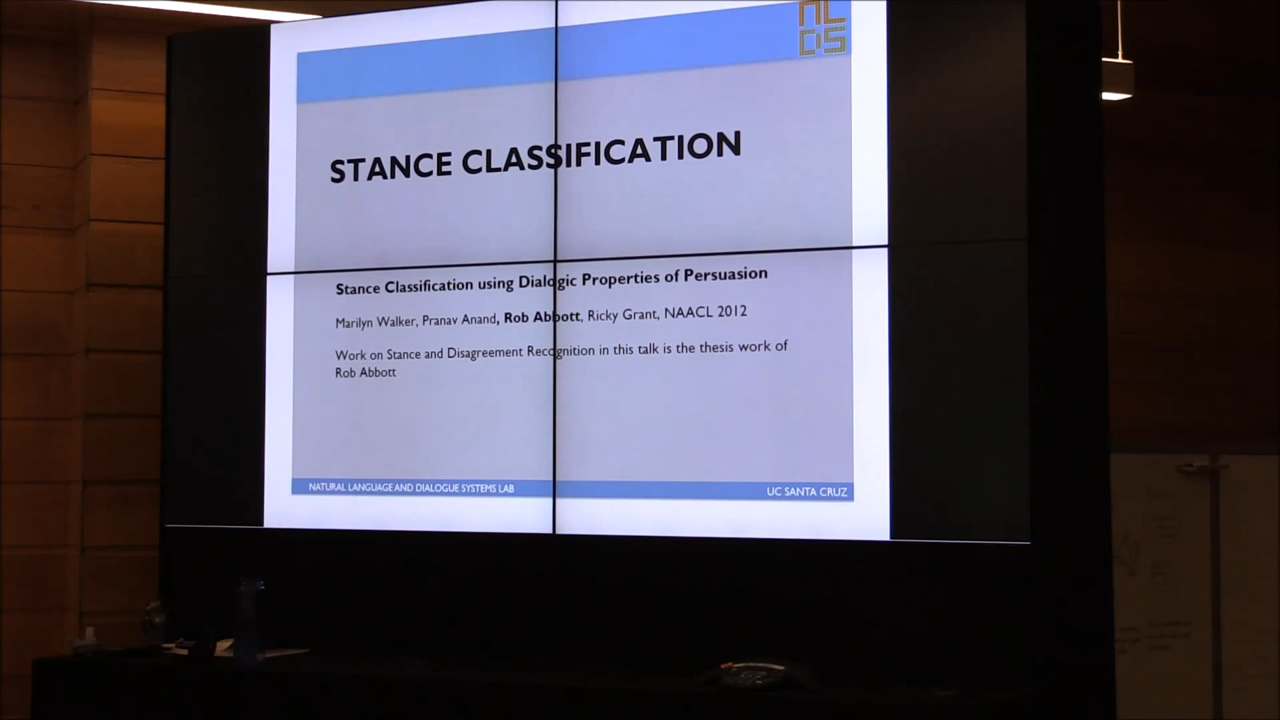 NLDS
STANCE CLASSIFICATION
Stance Classification using Dialogic Properties of Persuasion
Marilyn Walker, Pranav Anand, Rob Abbott, Ricky Grant, NAACL 2012
Work on Stance and Disagreement Recognition in this talk is the thesis work of
Rob Abbott
NATURAL LANGUAGE AND DIALOGUE SYSTEMS LAB
UC SANTA CRUZ